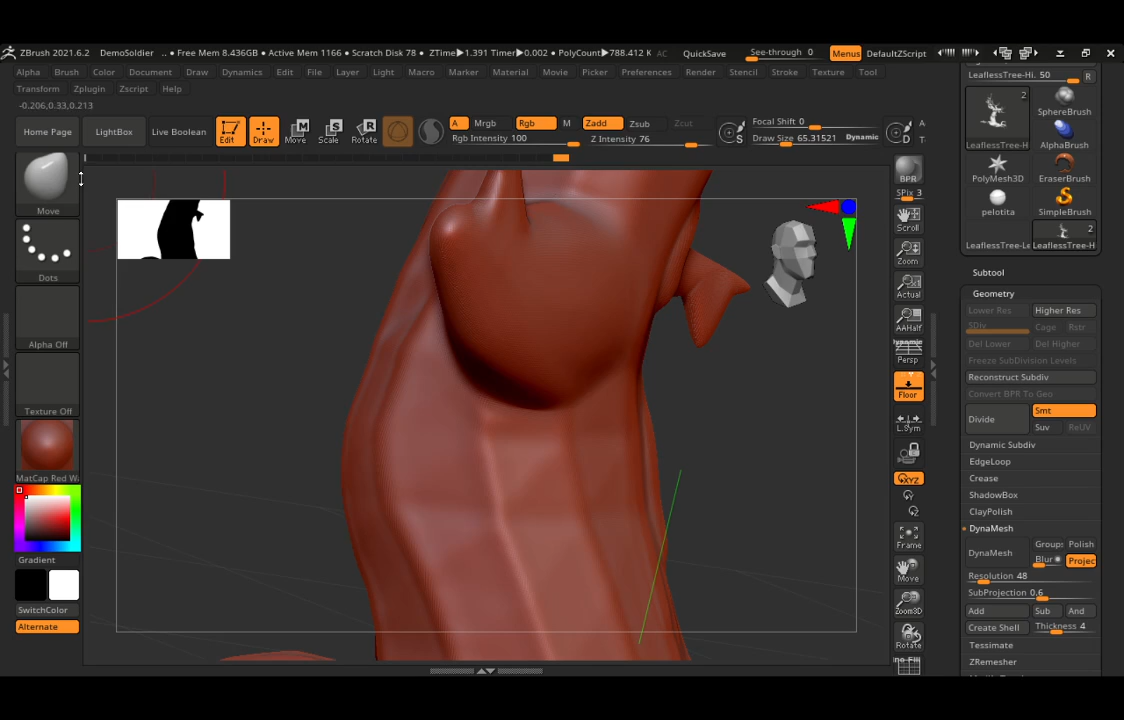 ZBrush 2021.6.2 DemoSoldier .. • Free Mem 8.436GB • Active Mem 1166 • Scratch Disk 78 • ZTime▶1.391 Timer▶0.002 • PolyCount▶788.412 K AC QuickSave See-through 0 Menus DefaultZScript
Alpha Brush Color Document Draw Dynamics Edit File Layer Light Macro Marker Material Movie Picker Preferences Render Stencil Stroke Texture Tool
Transform Zplugin Zscript Help
-0.206,0.33,0.213
Home Page LightBox Live Boolean Edit Draw Move Scale Rotate
A Mrgb Rgb M Zadd Zsub Zcut
Rgb Intensity 100 Z Intensity 76
S Focal Shift 0
Draw Size 65.31521 Dynamic D
Move
Dots
Alpha Off
Texture Off
MatCap Red W
Gradient
SwitchColor
Alternate
BPR
SPix 3
Scroll
Zoom
Actual
AAHalf
Dynamic
Persp
Floor
L.Sym
XYZ
Frame
Move
Zoom3D
Rotate
LeaflessTree-Hi. 50 R
2
LeaflessTree-H
SphereBrush
AlphaBrush
PolyMesh3D EraserBrush
pelotita SimpleBrush
2
LeaflessTree-Le LeaflessTree-H
Subtool
Geometry
Lower Res Higher Res
SDiv Cage Rstr
Del Lower Del Higher
Freeze SubDivision Levels
Reconstruct Subdiv
Convert BPR To Geo
Divide Smt
Suv ReUV
Dynamic Subdiv
EdgeLoop
Crease
ShadowBox
ClayPolish
DynaMesh
DynaMesh Groups Polish
Blur Projec
Resolution 48
SubProjection 0.6
Add Sub And
Create Shell Thickness 4
Tessimate
ZRemesher